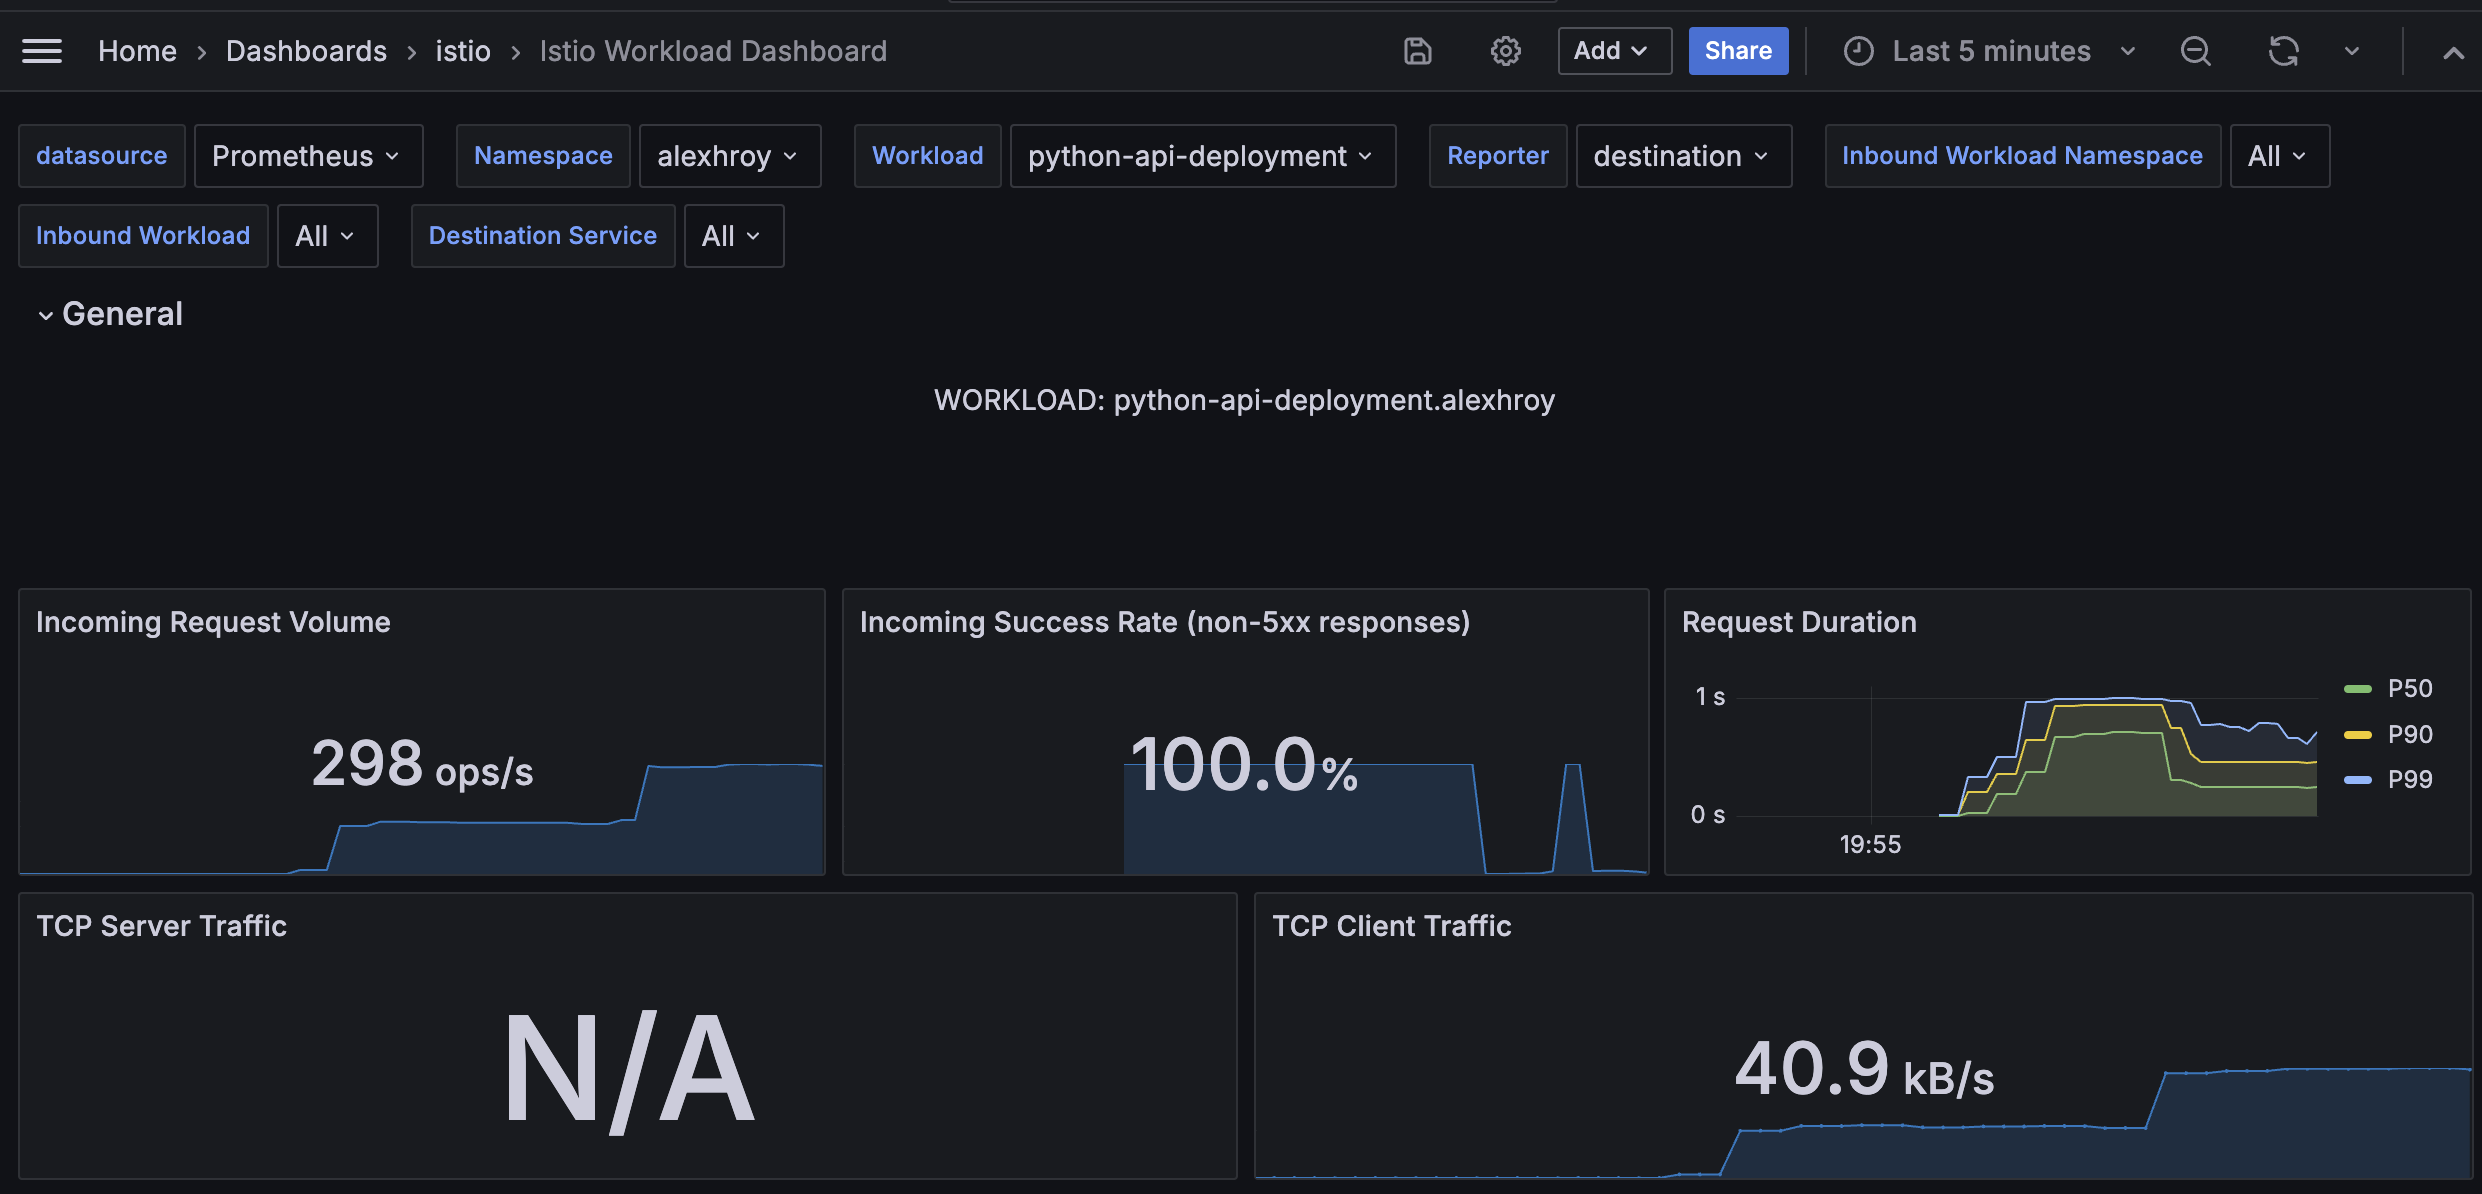 Home › Dashboards › istio › Istio Workload Dashboard
Add
Share
Last 5 minutes
datasource Prometheus Namespace alexhroy Workload python-api-deployment Reporter destination Inbound Workload Namespace All
Inbound Workload All Destination Service All
General
WORKLOAD: python-api-deployment.alexhroy
Incoming Request Volume
298 ops/s
Incoming Success Rate (non-5xx responses)
100.0%
Request Duration
1 s
0 s
19:55
P50
P90
P99
TCP Server Traffic
N/A
TCP Client Traffic
40.9 kB/s